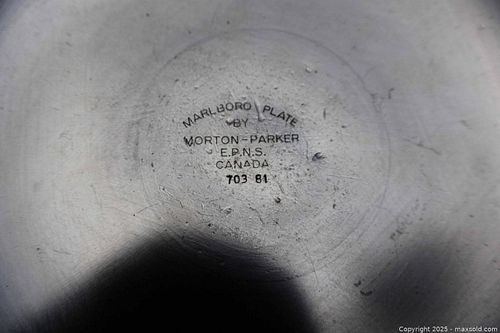 MARLBORO PLATE
BY
MORTON-PARKER
E.P.N.S.
CANADA
703 81
Copyright 2025 - maxsold.com